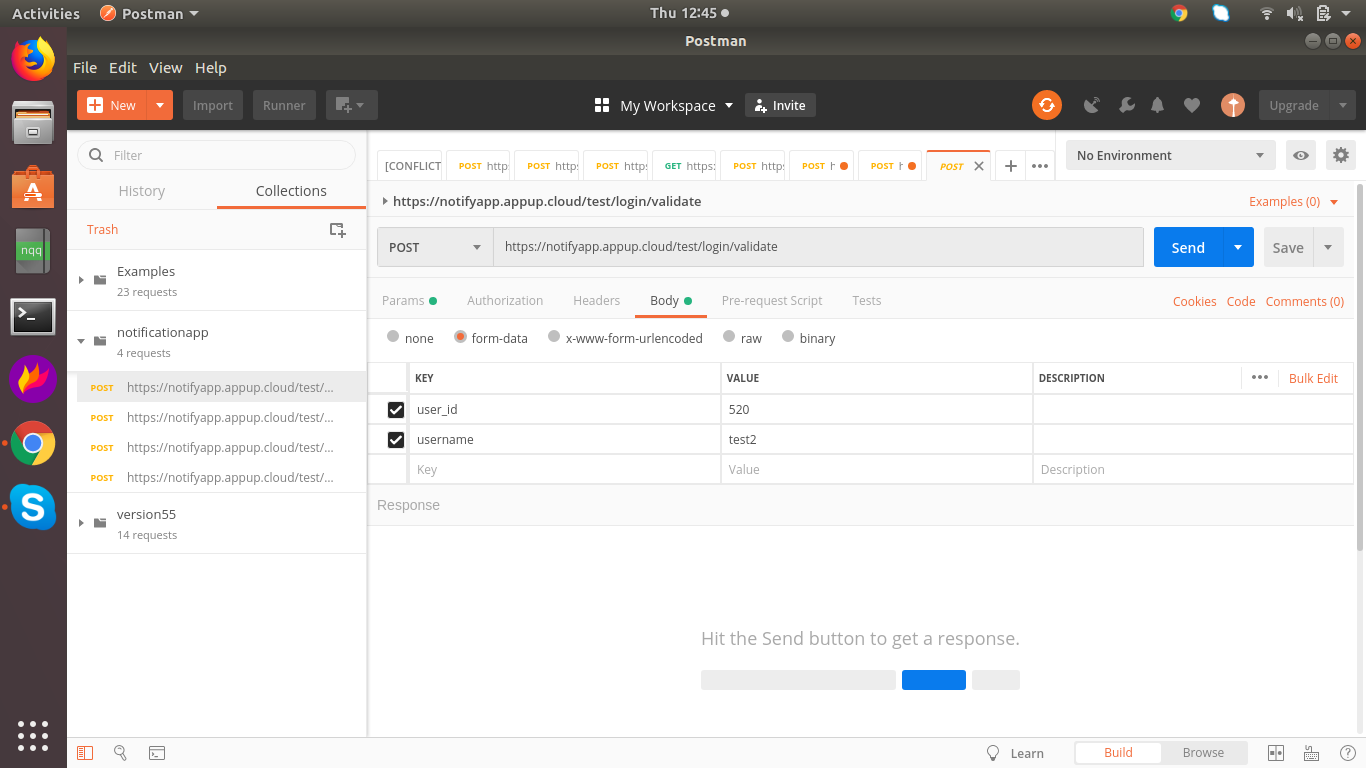 Activities Postman Thu 12:45
Postman
File Edit View Help
New Import Runner My Workspace Invite Upgrade
Filter
History Collections
Trash
Examples
23 requests
notificationapp
4 requests
POST https://notifyapp.appup.cloud/test/...
POST https://notifyapp.appup.cloud/test/...
POST https://notifyapp.appup.cloud/test/...
POST https://notifyapp.appup.cloud/test/...
version55
14 requests
nqq
[CONFLICT POST http POST http POST http GET https: POST http POST h POST h POST
No Environment
https://notifyapp.appup.cloud/test/login/validate Examples (0)
POST https://notifyapp.appup.cloud/test/login/validate Send Save
Params Authorization Headers Body Pre-request Script Tests Cookies Code Comments (0)
none form-data x-www-form-urlencoded raw binary
KEY VALUE DESCRIPTION Bulk Edit
user_id 520
username test2
Key Value Description
Response
Hit the Send button to get a response.
Learn Build Browse